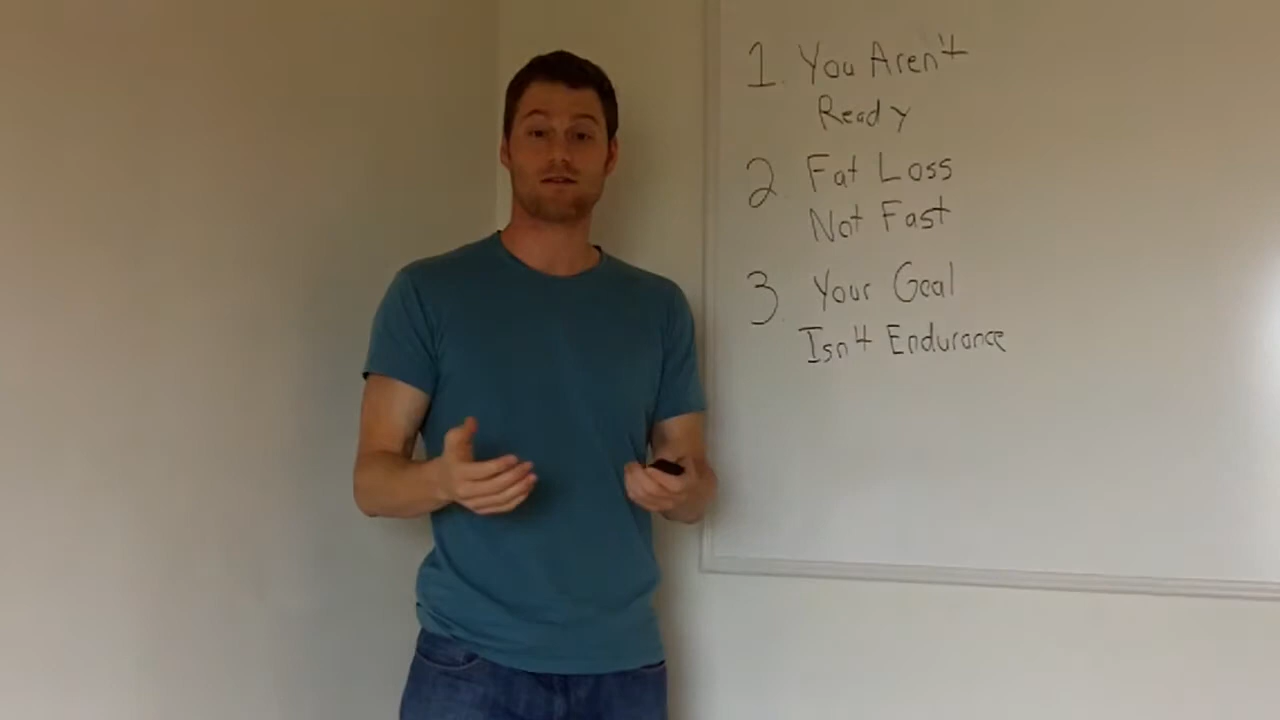 1. You Aren't
Ready
2. Fat Loss
Not Fast
3. Your Goal
Isn't Endurance